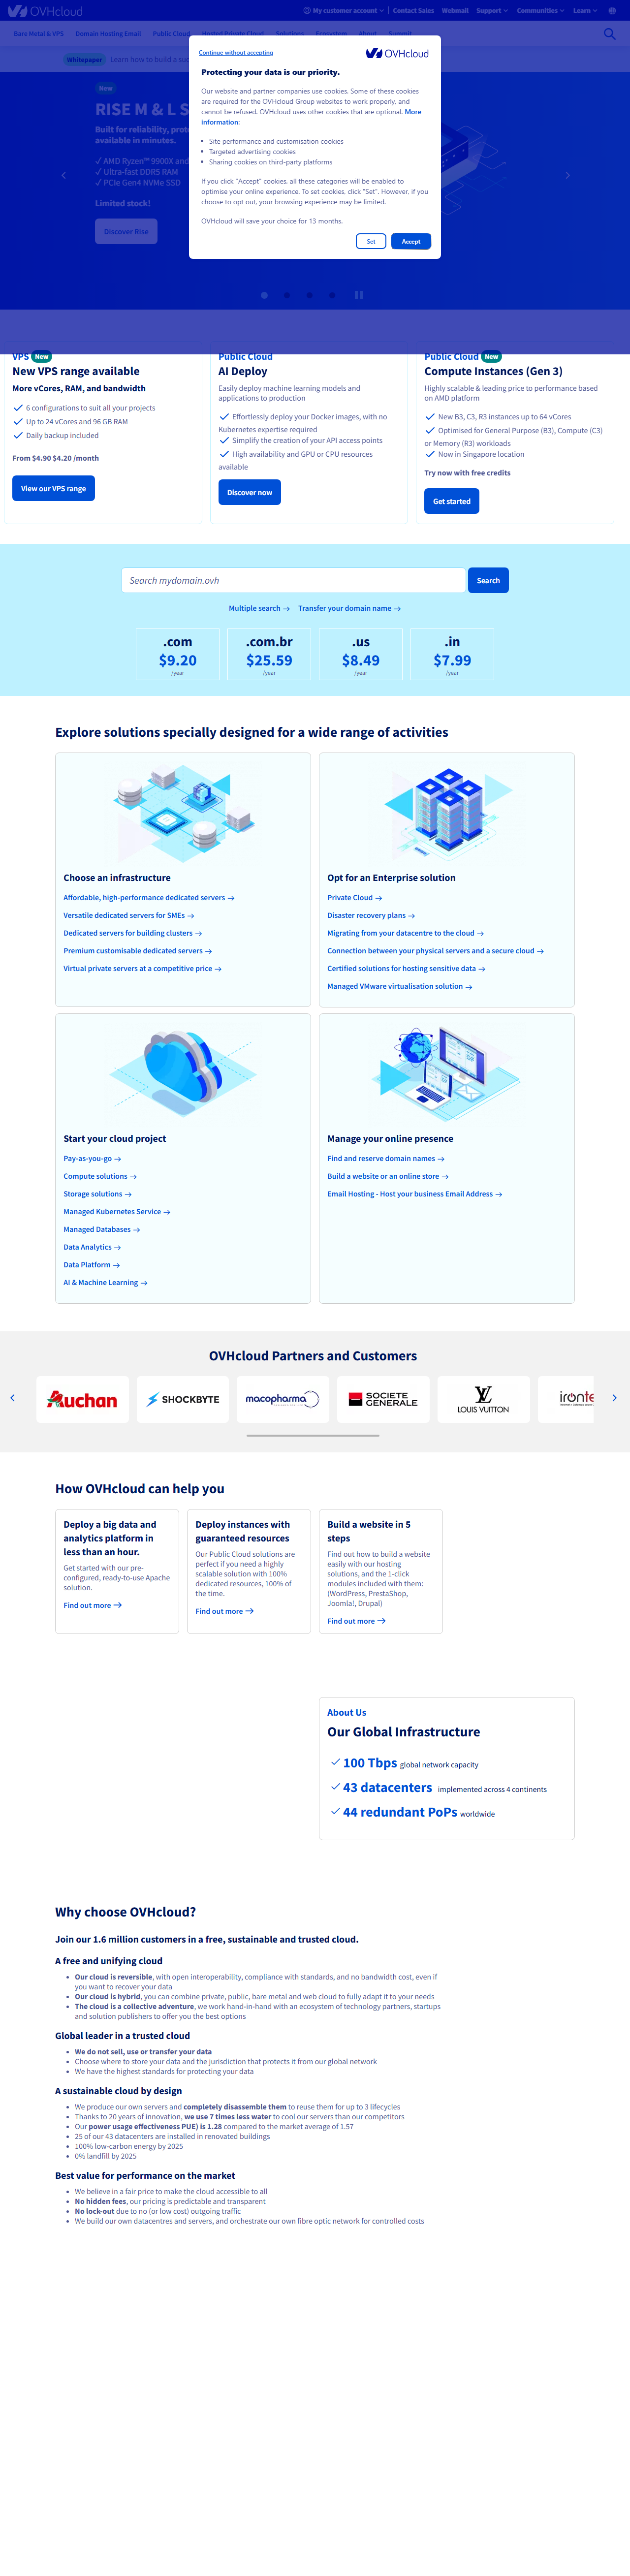 OVHcloud
My customer account
Contact Sales
Webmail
Support
Communities
Learn
Bare Metal & VPS
Domain Hosting Email
Public Cloud
Hosted Private Cloud
Solutions
Ecosystem
About
Summit
Whitepaper
Learn how to build a suc
New
RISE M & L S
Built for reliability, prote
available in minutes.
✓ AMD Ryzen™ 9900X and
✓ Ultra-fast DDR5 RAM
✓ PCIe Gen4 NVMe SSD
Limited stock!
Discover Rise
Continue without accepting
OVHcloud
Protecting your data is our priority.
Our website and partner companies use cookies. Some of these cookies
are required for the OVHcloud Group websites to work properly, and
cannot be refused. OVHcloud uses other cookies that are optional. More
information:
Site performance and customisation cookies
Targeted advertising cookies
Sharing cookies on third-party platforms
If you click "Accept" cookies, all these categories will be enabled to
optimise your online experience. To set cookies, click "Set". However, if you
choose to opt out, your browsing experience may be limited.
OVHcloud will save your choice for 13 months.
Set
Accept
VPS New
New VPS range available
More vCores, RAM, and bandwidth
6 configurations to suit all your projects
Up to 24 vCores and 96 GB RAM
Daily backup included
From $4.90 $4.20 /month
View our VPS range
Public Cloud
AI Deploy
Easily deploy machine learning models and
applications to production
Effortlessly deploy your Docker images, with no
Kubernetes expertise required
Simplify the creation of your API access points
High availability and GPU or CPU resources
available
Discover now
Public Cloud New
Compute Instances (Gen 3)
Highly scalable & leading price to performance based
on AMD platform
New B3, C3, R3 instances up to 64 vCores
Optimised for General Purpose (B3), Compute (C3)
or Memory (R3) workloads
Now in Singapore location
Try now with free credits
Get started
Search mydomain.ovh
Search
Multiple search →
Transfer your domain name →
.com
$9.20
/year
.com.br
$25.59
/year
.us
$8.49
/year
.in
$7.99
/year
Explore solutions specially designed for a wide range of activities
Choose an infrastructure
Affordable, high-performance dedicated servers →
Versatile dedicated servers for SMEs →
Dedicated servers for building clusters →
Premium customisable dedicated servers →
Virtual private servers at a competitive price →
Opt for an Enterprise solution
Private Cloud →
Disaster recovery plans →
Migrating from your datacentre to the cloud →
Connection between your physical servers and a secure cloud →
Certified solutions for hosting sensitive data →
Managed VMware virtualisation solution →
Start your cloud project
Pay-as-you-go →
Compute solutions →
Storage solutions →
Managed Kubernetes Service →
Managed Databases →
Data Analytics →
Data Platform →
AI & Machine Learning →
Manage your online presence
Find and reserve domain names →
Build a website or an online store →
Email Hosting - Host your business Email Address →
OVHcloud Partners and Customers
Auchan
SHOCKBYTE
macopharma
SOCIETE
GENERALE
LOUIS VUITTON
ironte
How OVHcloud can help you
Deploy a big data and
analytics platform in
less than an hour.
Get started with our pre-
configured, ready-to-use Apache
solution.
Find out more →
Deploy instances with
guaranteed resources
Our Public Cloud solutions are
perfect if you need a highly
scalable solution with 100%
dedicated resources, 100% of
the time.
Find out more →
Build a website in 5
steps
Find out how to build a website
easily with our hosting
solutions, and the 1-click
modules included with them:
(WordPress, PrestaShop,
Joomla!, Drupal)
Find out more →
About Us
Our Global Infrastructure
100 Tbps global network capacity
43 datacenters implemented across 4 continents
44 redundant PoPs worldwide
Why choose OVHcloud?
Join our 1.6 million customers in a free, sustainable and trusted cloud.
A free and unifying cloud
Our cloud is reversible, with open interoperability, compliance with standards, and no bandwidth cost, even if
you want to recover your data
Our cloud is hybrid, you can combine private, public, bare metal and web cloud to fully adapt it to your needs
The cloud is a collective adventure, we work hand-in-hand with an ecosystem of technology partners, startups
and solution publishers to offer you the best options
Global leader in a trusted cloud
We do not sell, use or transfer your data
Choose where to store your data and the jurisdiction that protects it from our global network
We have the highest standards for protecting your data
A sustainable cloud by design
We produce our own servers and completely disassemble them to reuse them for up to 3 lifecycles
Thanks to 20 years of innovation, we use 7 times less water to cool our servers than our competitors
Our power usage effectiveness PUE) is 1.28 compared to the market average of 1.57
25 of our 43 datacenters are installed in renovated buildings
100% low-carbon energy by 2025
0% landfill by 2025
Best value for performance on the market
We believe in a fair price to make the cloud accessible to all
No hidden fees, our pricing is predictable and transparent
No lock-out due to no (or low cost) outgoing traffic
We build our own datacentres and servers, and orchestrate our own fibre optic network for controlled costs